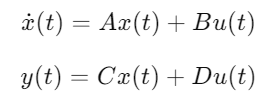 ẋ(t) = Ax(t) + Bu(t)
y(t) = Cx(t) + Du(t)